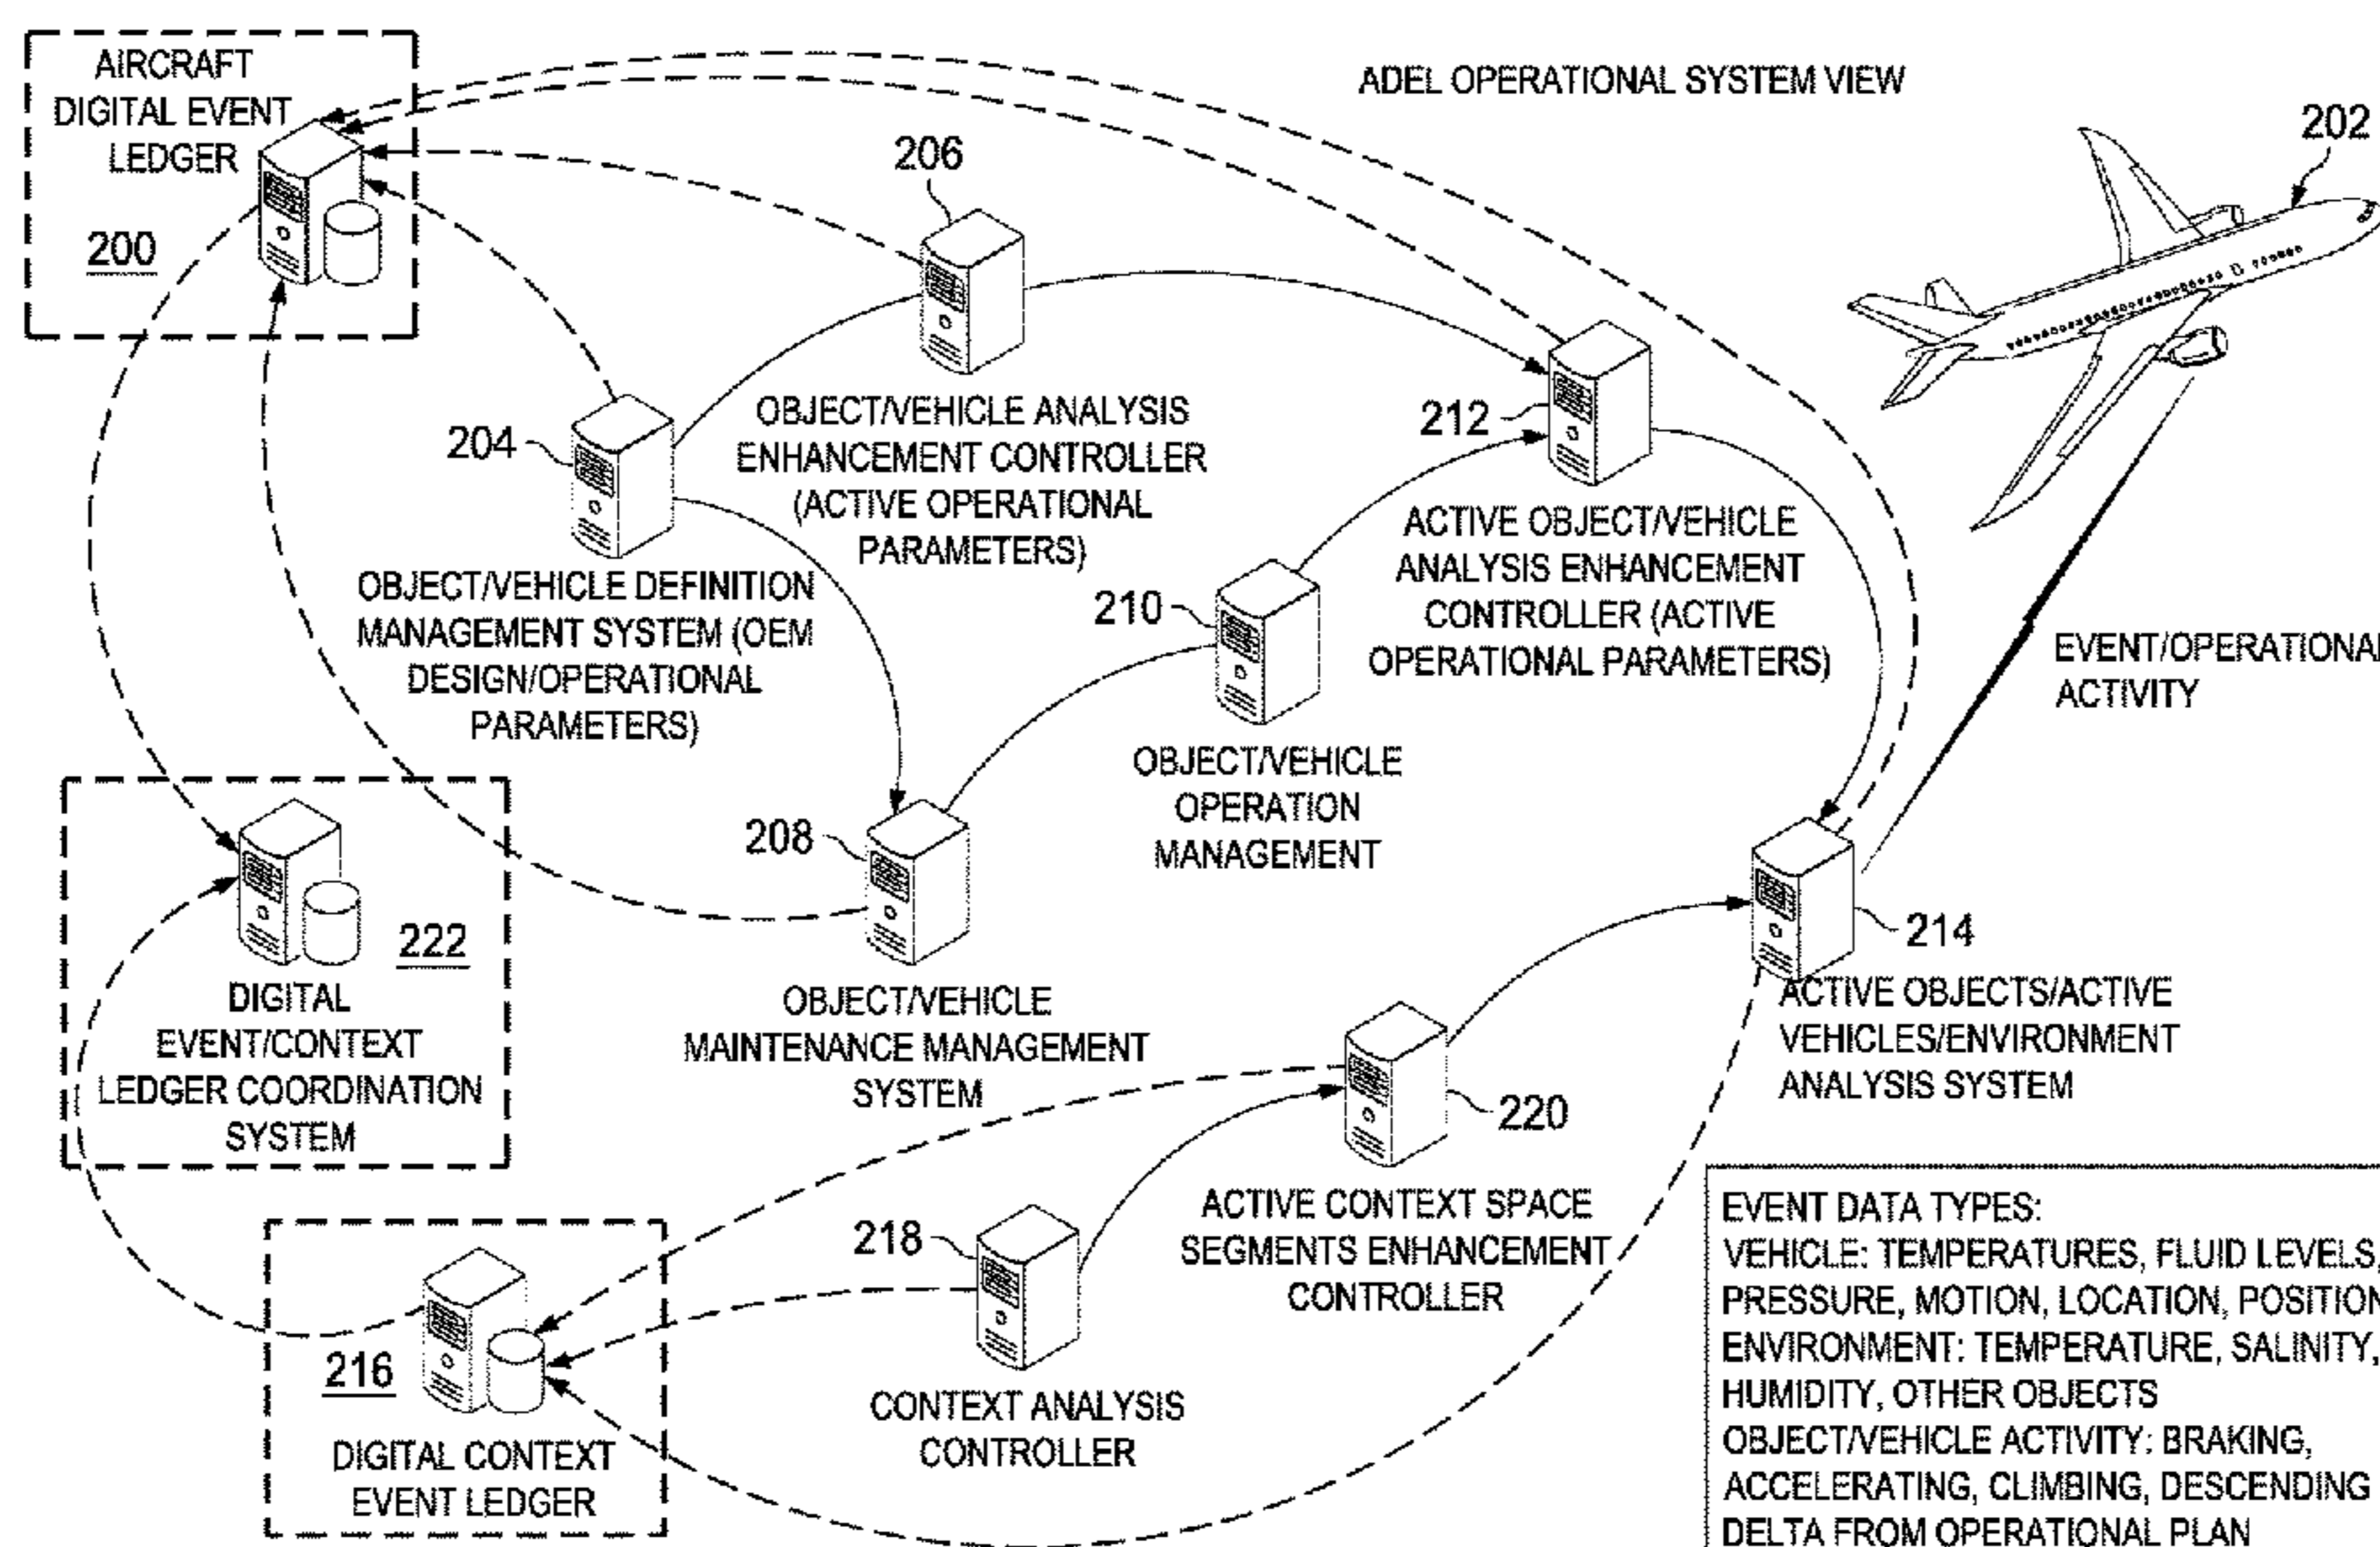 AIRCRAFT
DIGITAL EVENT
LEDGER
200
ADEL OPERATIONAL SYSTEM VIEW
202
206
OBJECT/VEHICLE ANALYSIS
ENHANCEMENT CONTROLLER
(ACTIVE OPERATIONAL
PARAMETERS)
204
OBJECT/VEHICLE DEFINITION
MANAGEMENT SYSTEM (OEM
DESIGN/OPERATIONAL
PARAMETERS)
212
ACTIVE OBJECT/VEHICLE
ANALYSIS ENHANCEMENT
CONTROLLER (ACTIVE
OPERATIONAL PARAMETERS)
210
OBJECT/VEHICLE
OPERATION
MANAGEMENT
EVENT/OPERATIONAL
ACTIVITY
208
OBJECT/VEHICLE
MAINTENANCE MANAGEMENT
SYSTEM
222
DIGITAL
EVENT/CONTEXT
LEDGER COORDINATION
SYSTEM
214
ACTIVE OBJECTS/ACTIVE
VEHICLES/ENVIRONMENT
ANALYSIS SYSTEM
220
ACTIVE CONTEXT SPACE
SEGMENTS ENHANCEMENT
CONTROLLER
218
CONTEXT ANALYSIS
CONTROLLER
216
DIGITAL CONTEXT
EVENT LEDGER
EVENT DATA TYPES:
VEHICLE: TEMPERATURES, FLUID LEVELS,
PRESSURE, MOTION, LOCATION, POSITION
ENVIRONMENT: TEMPERATURE, SALINITY,
HUMIDITY, OTHER OBJECTS
OBJECT/VEHICLE ACTIVITY: BRAKING,
ACCELERATING, CLIMBING, DESCENDING
DELTA FROM OPERATIONAL PLAN